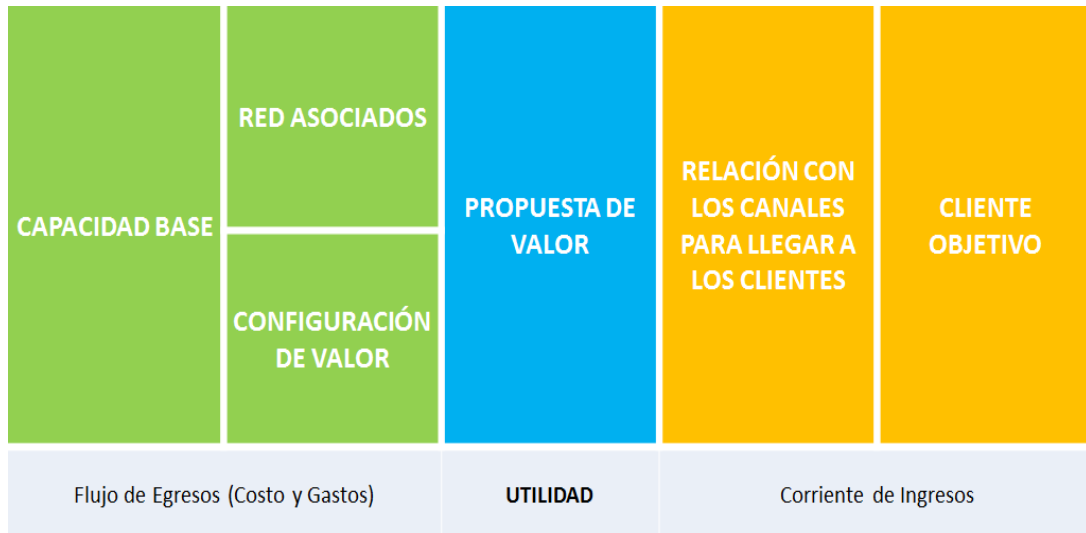 CAPACIDAD BASE
RED ASOCIADOS
CONFIGURACIÓN
DE VALOR
PROPUESTA DE
VALOR
RELACIÓN CON
LOS CANALES
PARA LLEGAR A
LOS CLIENTES
CLIENTE
OBJETIVO
Flujo de Egresos (Costo y Gastos)
UTILIDAD
Corriente de Ingresos